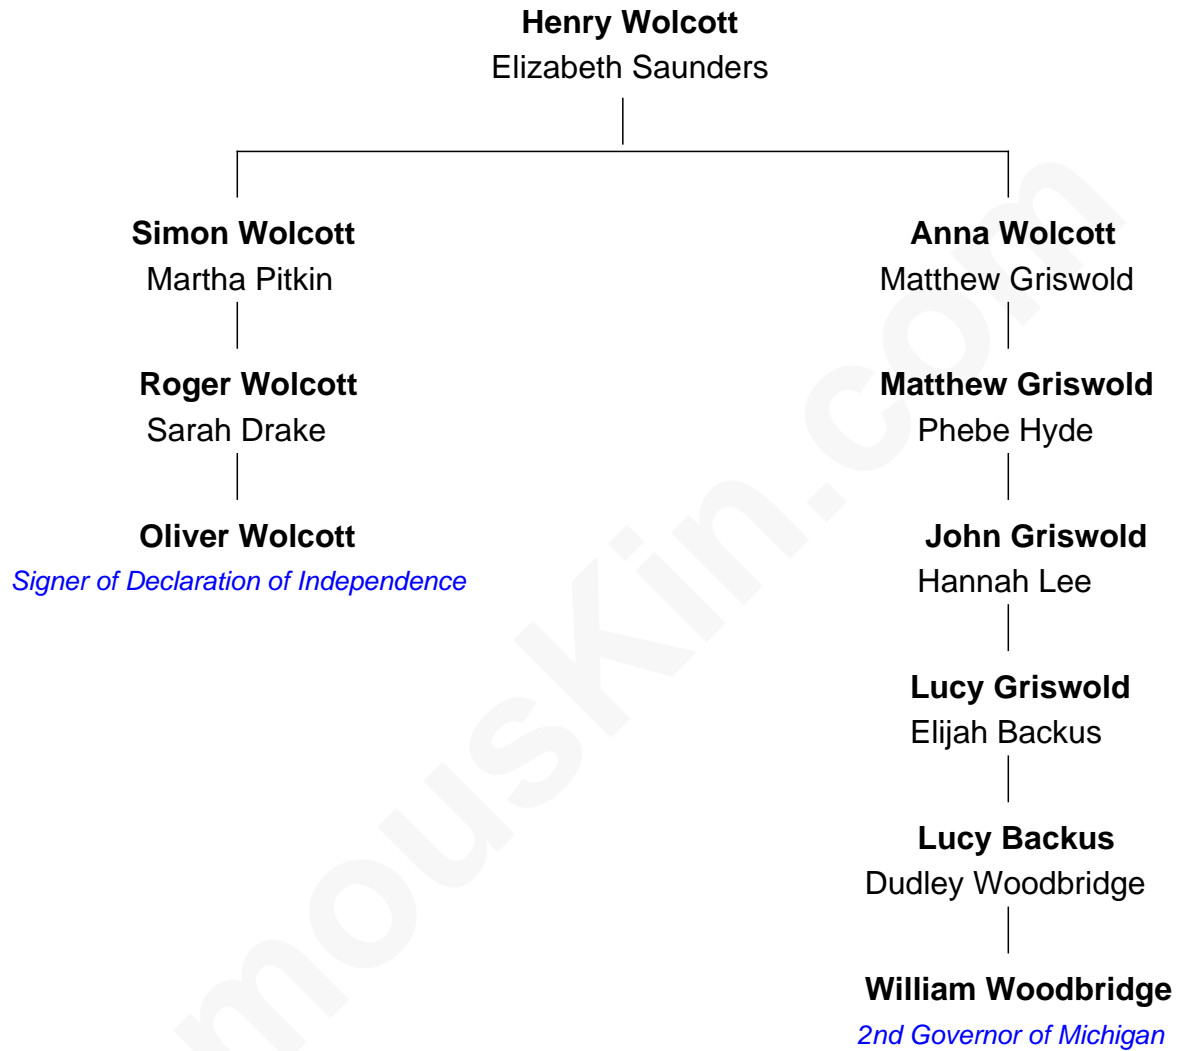 Henry Wolcott
Elizabeth Saunders
Simon Wolcott
Martha Pitkin
Roger Wolcott
Sarah Drake
Oliver Wolcott
Signer of Declaration of Independence
Anna Wolcott
Matthew Griswold
Matthew Griswold
Phebe Hyde
John Griswold
Hannah Lee
Lucy Griswold
Elijah Backus
Lucy Backus
Dudley Woodbridge
William Woodbridge
2nd Governor of Michigan
mousKin.com